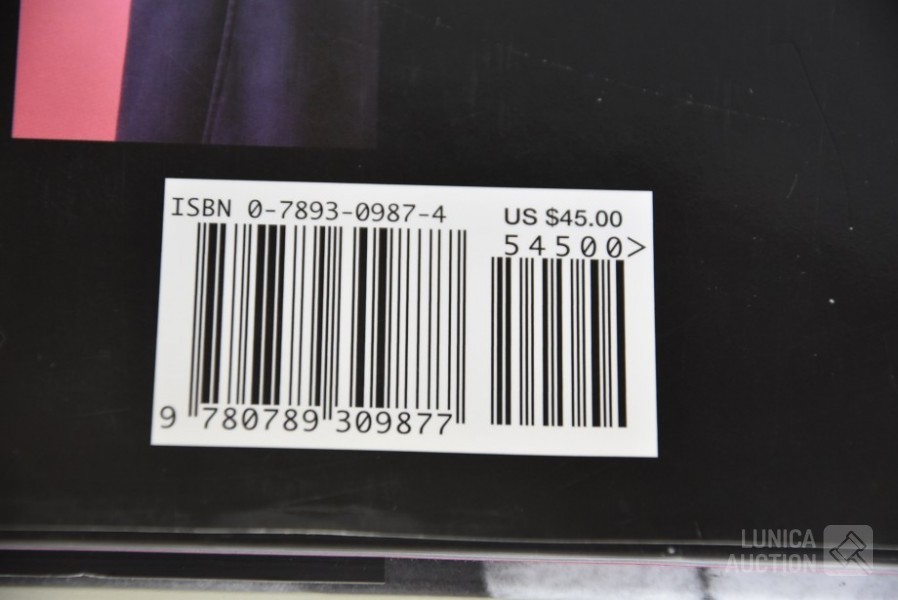 ISBN 0-7893-0987-4
US $45.00
54500>
9 780789 309877
LUNICA
AUCTION